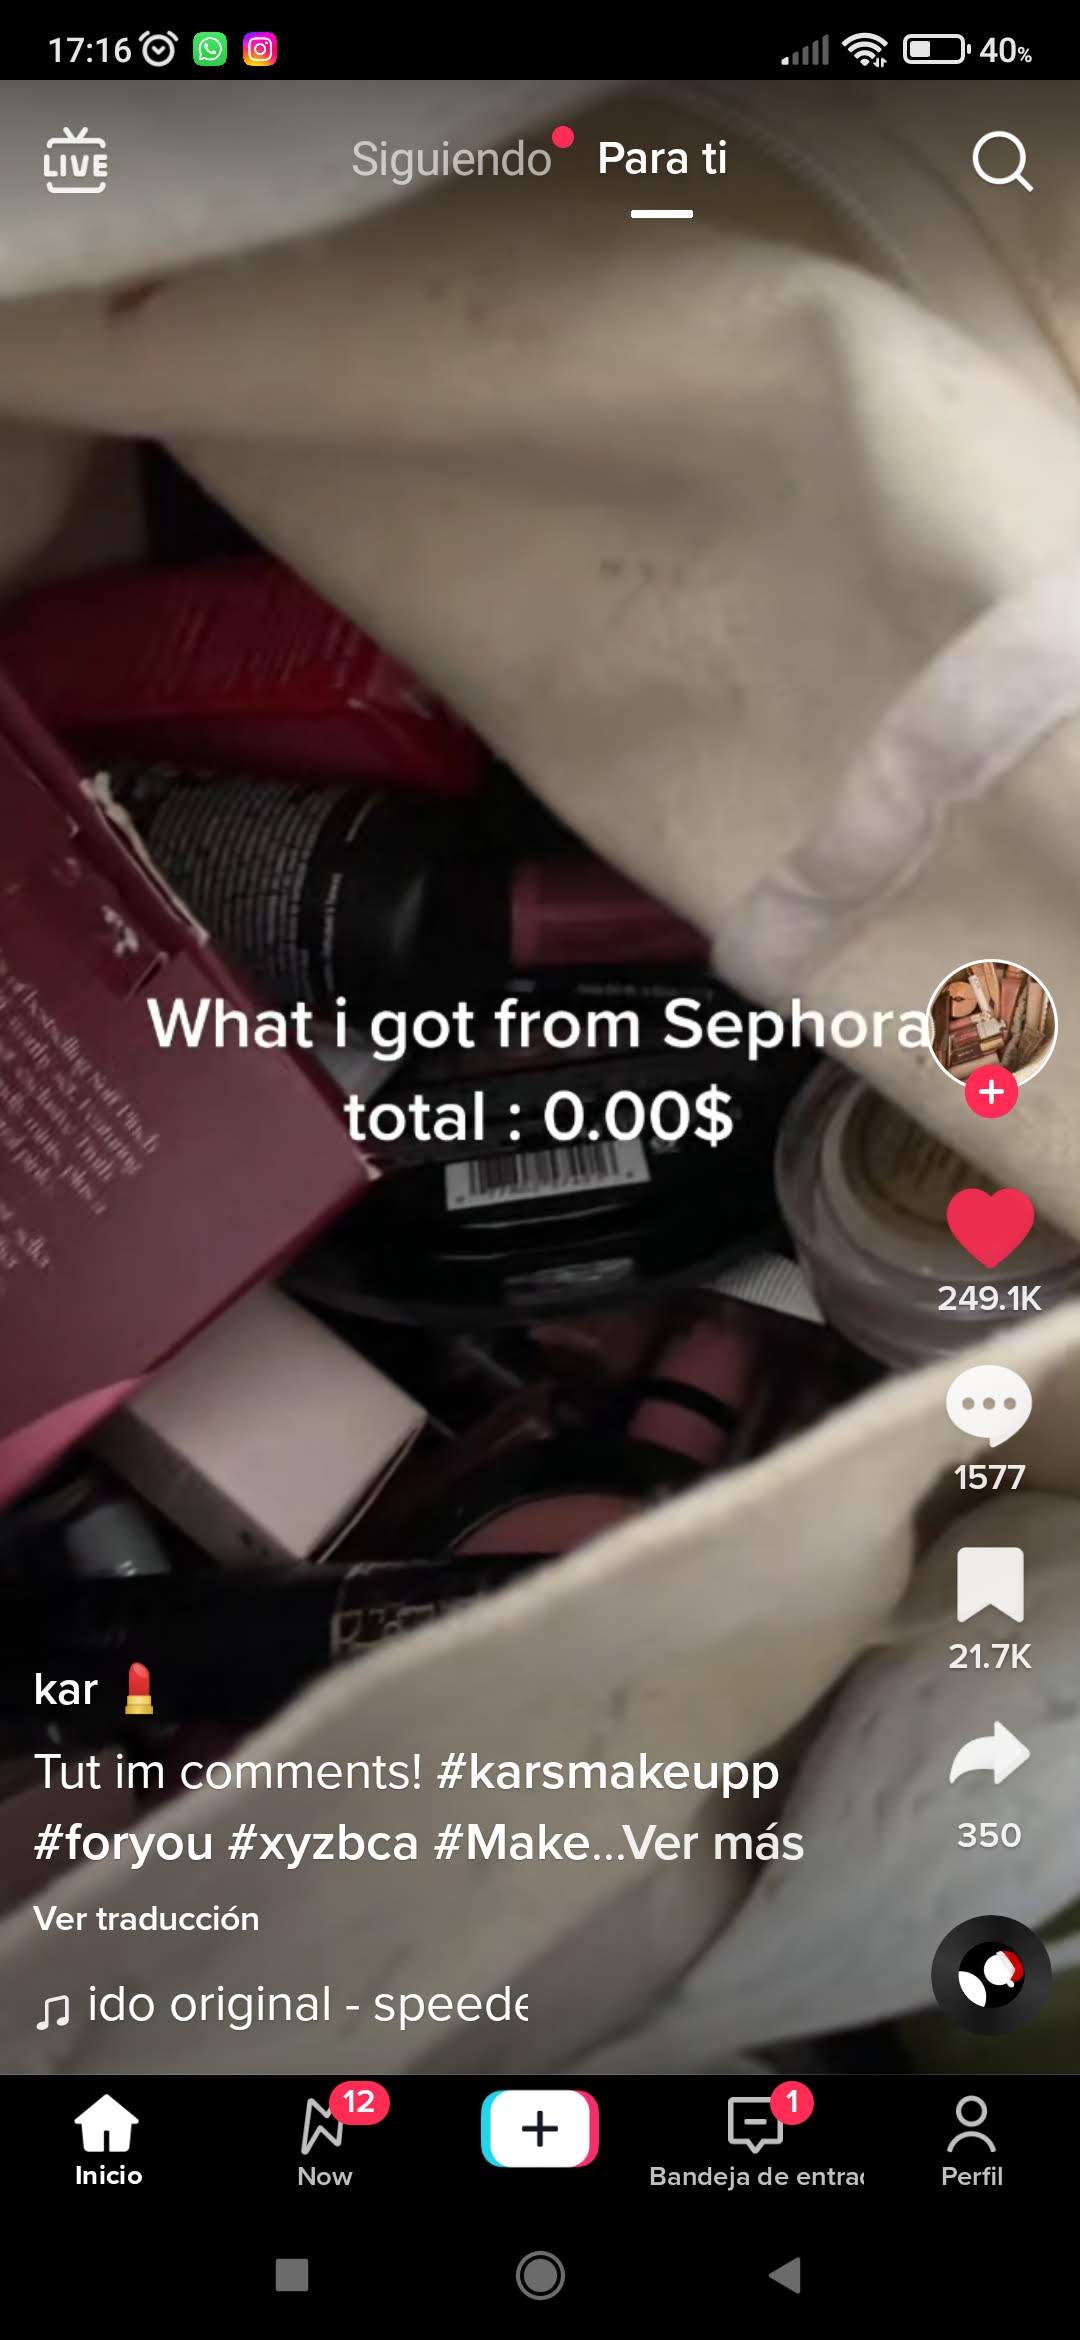 17:16
40%
LIVE
Siguiendo
Para ti
What i got from Sephora
total : 0.00$
249.1K
1577
21.7K
350
kar 💄
Tut im comments! #karsmakeupp
#foryou #xyzbca #Make...Ver más
Ver traducción
ido original - speede
12
1
Inicio
Now
Bandeja de entrad
Perfil